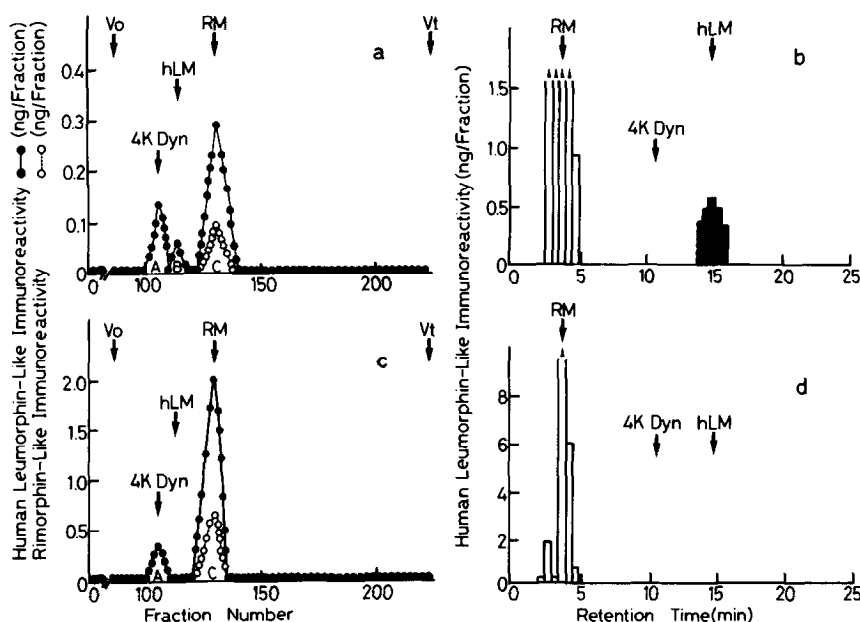 Human Leumorphin-Like Immunoreactivity (ng/Fraction)
Rimorphin-Like Immunoreactivity (ng/Fraction)
Vo RM Vt
a
hLM
4K Dyn
0.4
0.3
0.2
0.1
0
A B C
0 100 150 200
Vo RM Vt
c
hLM
4K Dyn
2.0
1.5
1.0
0.5
0
A C
0 100 150 200
Fraction Number
Human Leumorphin-Like Immunoreactivity (ng/Fraction)
RM hLM
b
4K Dyn
1.5
1.0
0.5
0
0 5 10 15 20 25
RM
d
4K Dyn hLM
8
6
4
2
0
0 5 10 15 20 25
Retention Time(min)